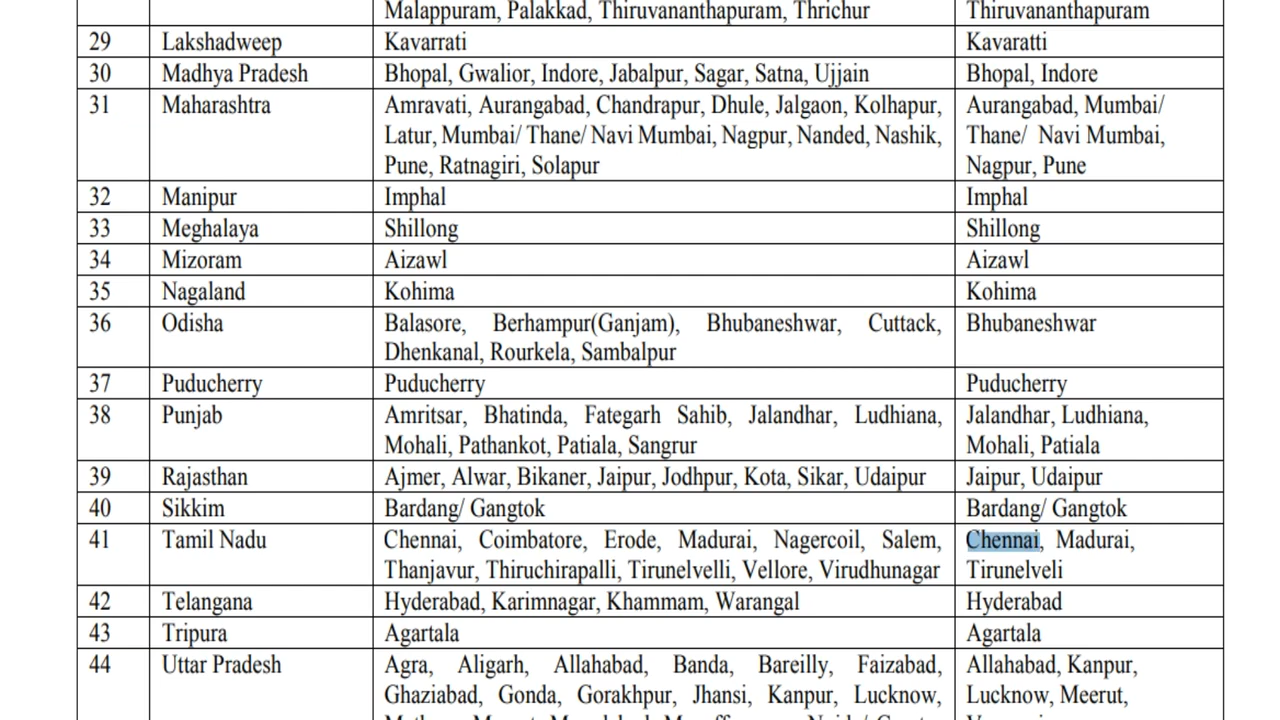 Malappuram, Palakkad, Thiruvananthapuram, Thrichur Thiruvananthapuram
29 Lakshadweep Kavarrati Kavaratti
30 Madhya Pradesh Bhopal, Gwalior, Indore, Jabalpur, Sagar, Satna, Ujjain Bhopal, Indore
31 Maharashtra Amravati, Aurangabad, Chandrapur, Dhule, Jalgaon, Kolhapur, Aurangabad, Mumbai/
Latur, Mumbai/ Thane/ Navi Mumbai, Nagpur, Nanded, Nashik, Thane/ Navi Mumbai,
Pune, Ratnagiri, Solapur Nagpur, Pune
32 Manipur Imphal Imphal
33 Meghalaya Shillong Shillong
34 Mizoram Aizawl Aizawl
35 Nagaland Kohima Kohima
36 Odisha Balasore, Berhampur(Ganjam), Bhubaneshwar, Cuttack, Bhubaneshwar
Dhenkanal, Rourkela, Sambalpur
37 Puducherry Puducherry Puducherry
38 Punjab Amritsar, Bhatinda, Fategarh Sahib, Jalandhar, Ludhiana, Jalandhar, Ludhiana,
Mohali, Pathankot, Patiala, Sangrur Mohali, Patiala
39 Rajasthan Ajmer, Alwar, Bikaner, Jaipur, Jodhpur, Kota, Sikar, Udaipur Jaipur, Udaipur
40 Sikkim Bardang/ Gangtok Bardang/ Gangtok
41 Tamil Nadu Chennai, Coimbatore, Erode, Madurai, Nagercoil, Salem, Chennai, Madurai,
Thanjavur, Thiruchirapalli, Tirunelvelli, Vellore, Virudhunagar Tirunelveli
42 Telangana Hyderabad, Karimnagar, Khammam, Warangal Hyderabad
43 Tripura Agartala Agartala
44 Uttar Pradesh Agra, Aligarh, Allahabad, Banda, Bareilly, Faizabad, Allahabad, Kanpur,
Ghaziabad, Gonda, Gorakhpur, Jhansi, Kanpur, Lucknow, Lucknow, Meerut,